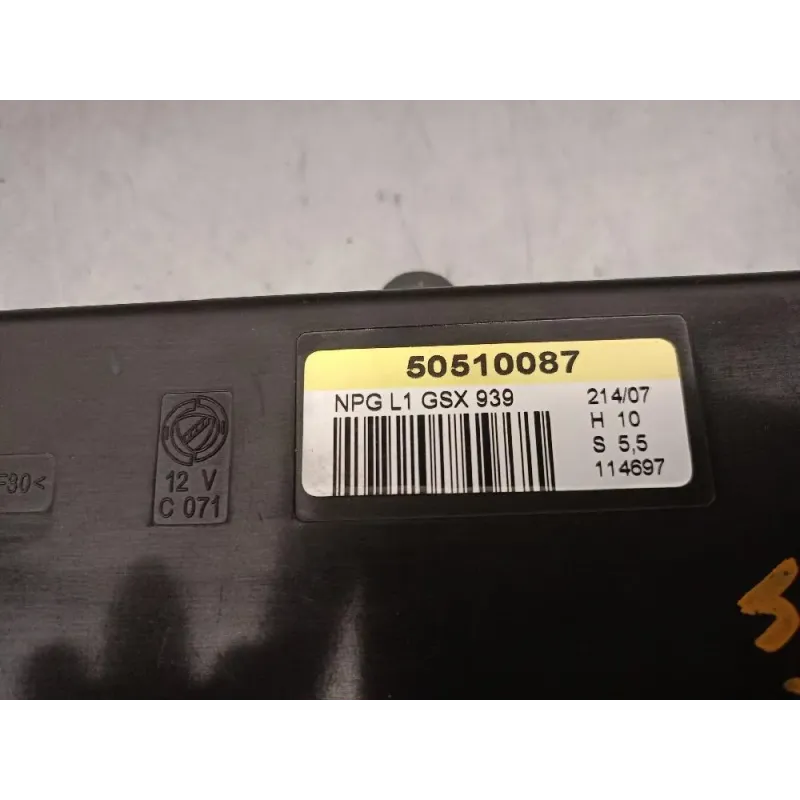 50510087
NPG L1 GSX 939
214/07
H 10
S 5,5
114697
12 V
C 071
F30<